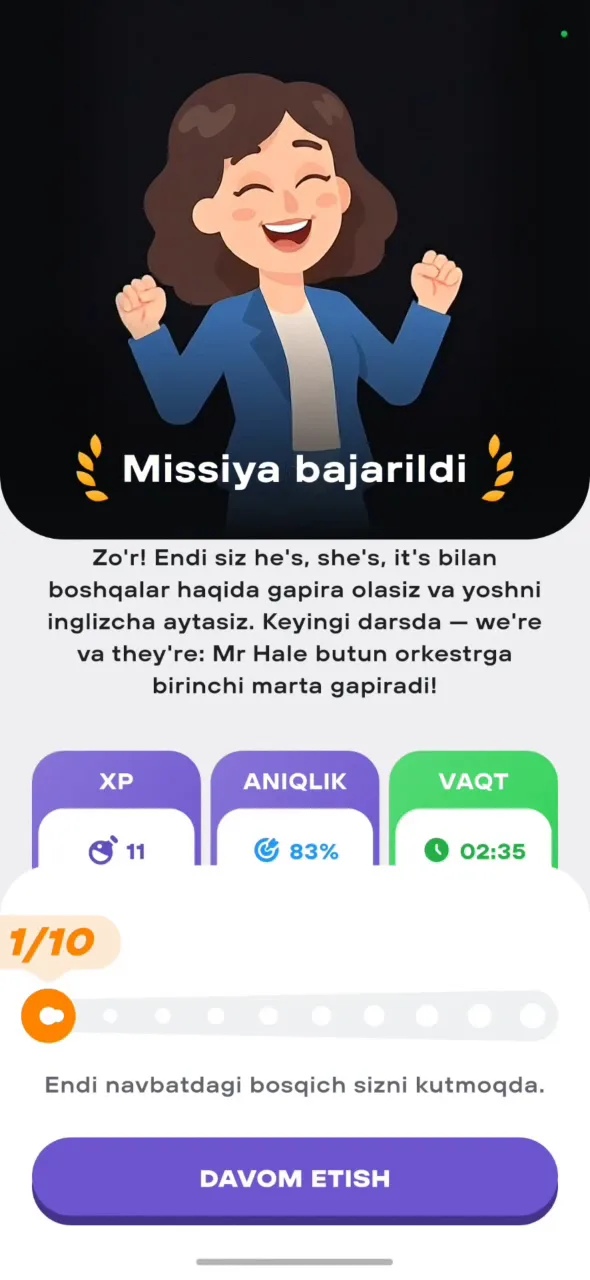 Missiya bajarildi
Zo'r! Endi siz he's, she's, it's bilan
boshqalar haqida gapira olasiz va yoshni
inglizcha aytasiz. Keyingi darsda — we're
va they're: Mr Hale butun orkestrga
birinchi marta gapiradi!
XP
ANIQLIK
VAQT
11
83%
02:35
1/10
Endi navbatdagi bosqich sizni kutmoqda.
DAVOM ETISH